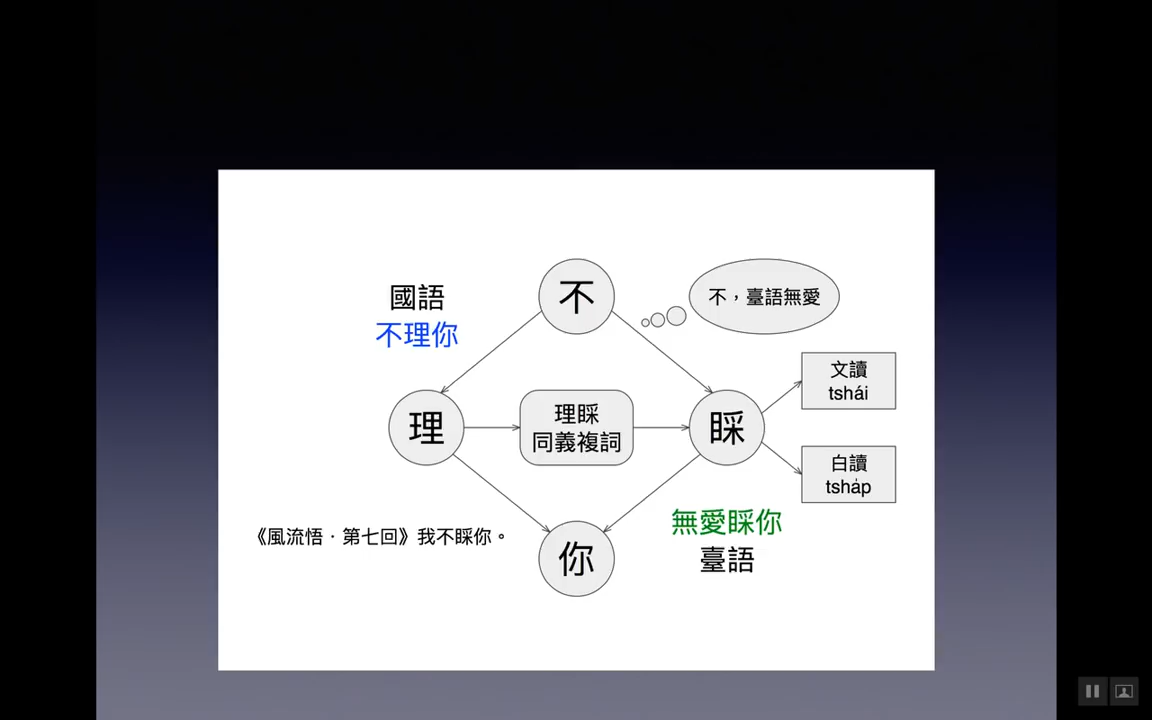 不
不，臺語無愛
國語
不理你
文讀
tshái
理
理睬
同義複詞
睬
白讀
tsha̍p
無愛睬你
臺語
《風流悟．第七回》我不睬你。
你